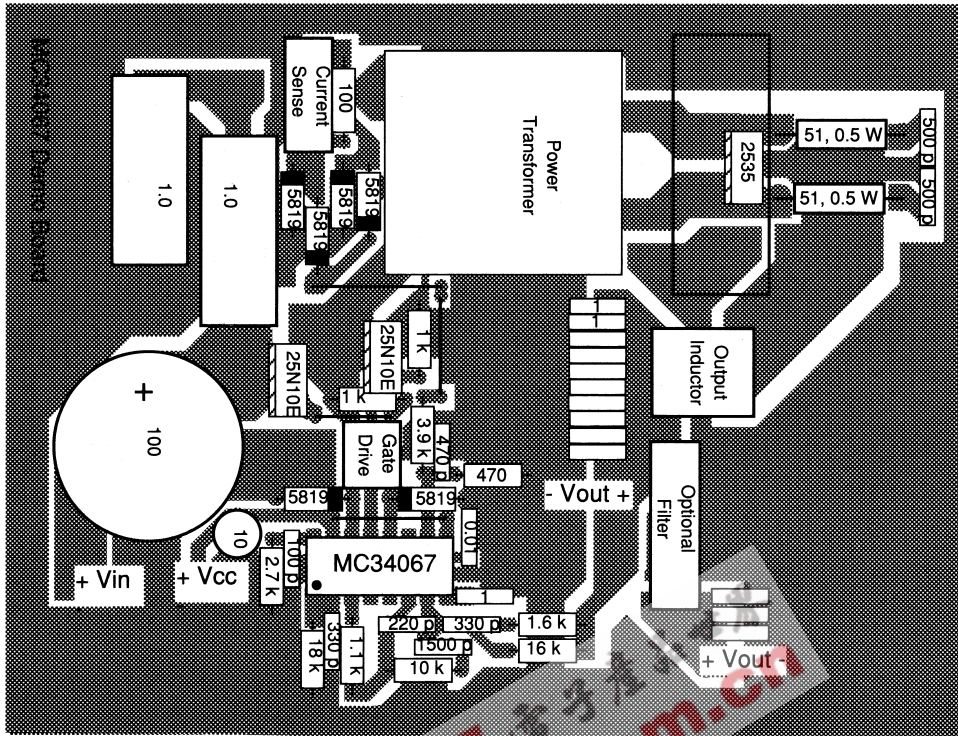 MC34067 Demo Board
Current
Sense
100
Power
Transformer
2535
51, 0.5 W
51, 0.5 W
500 p
500 p
1.0
1.0
5819
5819
5819
5819
25N10E
25N10E
1 k
1 k
1
1
Output
Inductor
+
100
Gate
Drive
3.9 k
470 p
470
- Vout +
Optional
Filter
5819
5819
0.01
10
100 p
2.7 k
MC34067
+ Vin
+ Vcc
1
220 p
330 p
1.6 k
1500 p
16 k
10 k
18 k
330 p
1.1 k
+ Vout -
m.cn